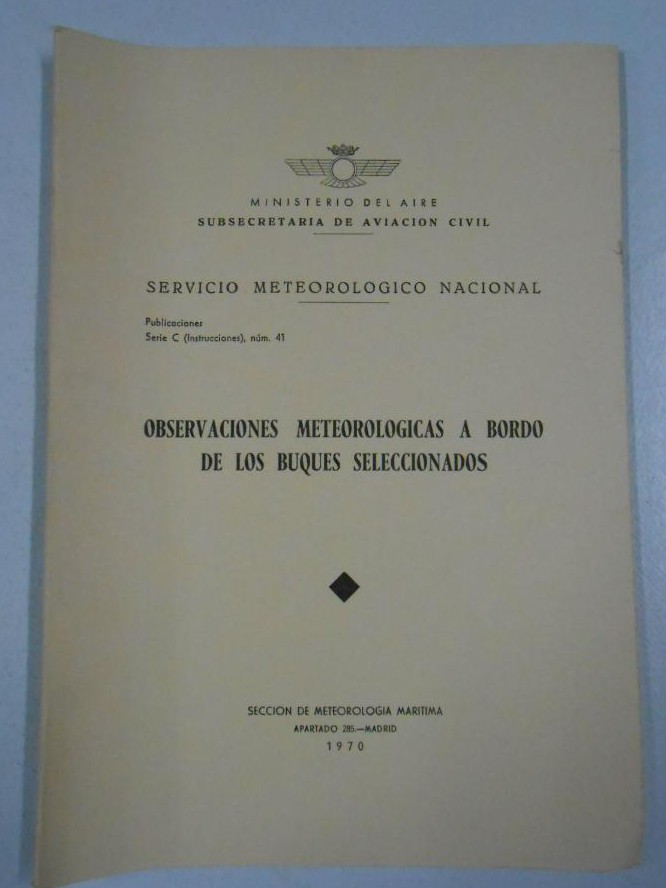 MINISTERIO DEL AIRE
SUBSECRETARIA DE AVIACION CIVIL
SERVICIO METEOROLOGICO NACIONAL
Publicaciones
Serie C (Instrucciones), núm. 41
OBSERVACIONES METEOROLOGICAS A BORDO
DE LOS BUQUES SELECCIONADOS
SECCION DE METEOROLOGIA MARITIMA
APARTADO 285.—MADRID
1970